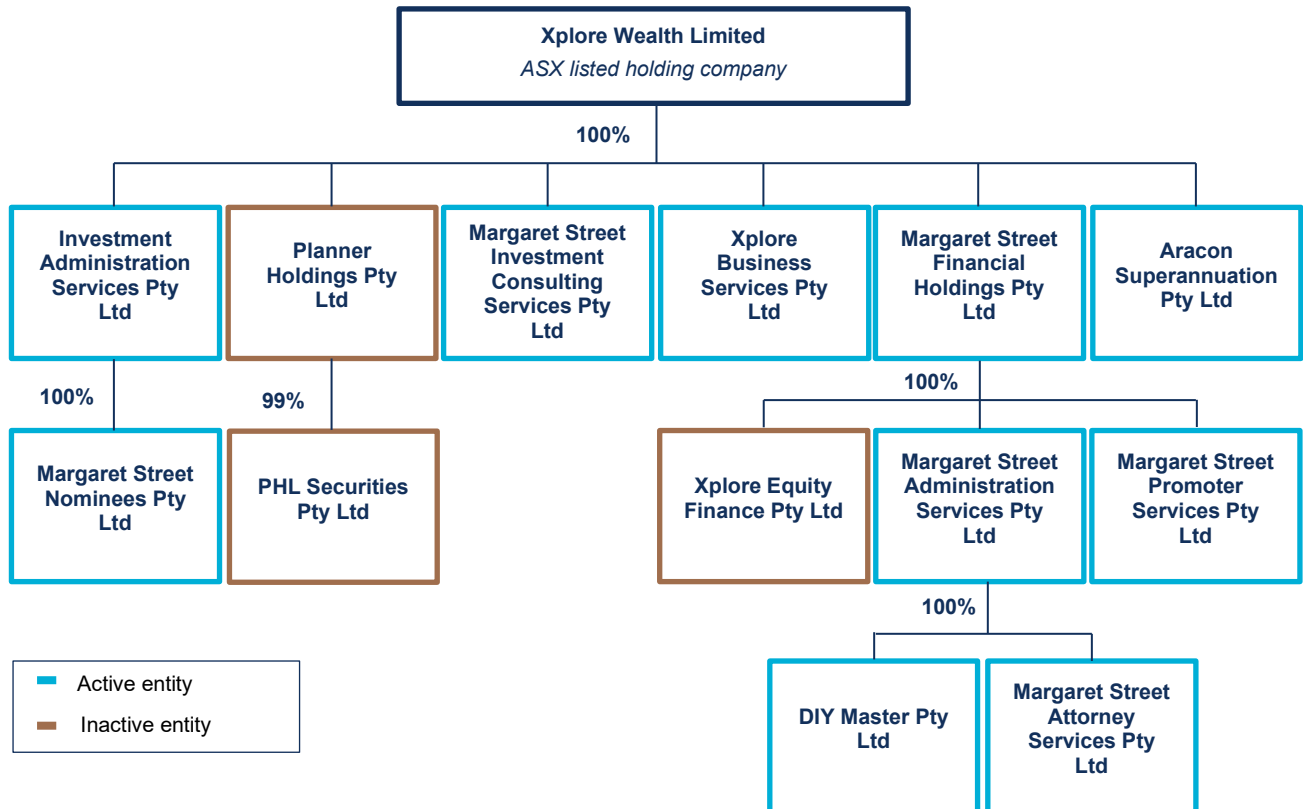 Xplore Wealth Limited
ASX listed holding company
100%
Investment
Administration
Services Pty
Ltd
Planner
Holdings Pty
Ltd
Margaret Street
Investment
Consulting
Services Pty
Ltd
Xplore
Business
Services Pty
Ltd
Margaret Street
Financial
Holdings Pty
Ltd
Aracon
Superannuation
Pty Ltd
100%
99%
100%
Margaret Street
Nominees Pty
Ltd
PHL Securities
Pty Ltd
Xplore Equity
Finance Pty Ltd
Margaret Street
Administration
Services Pty
Ltd
Margaret Street
Promoter
Services Pty
Ltd
100%
DIY Master Pty
Ltd
Margaret Street
Attorney
Services Pty
Ltd
Active entity
Inactive entity